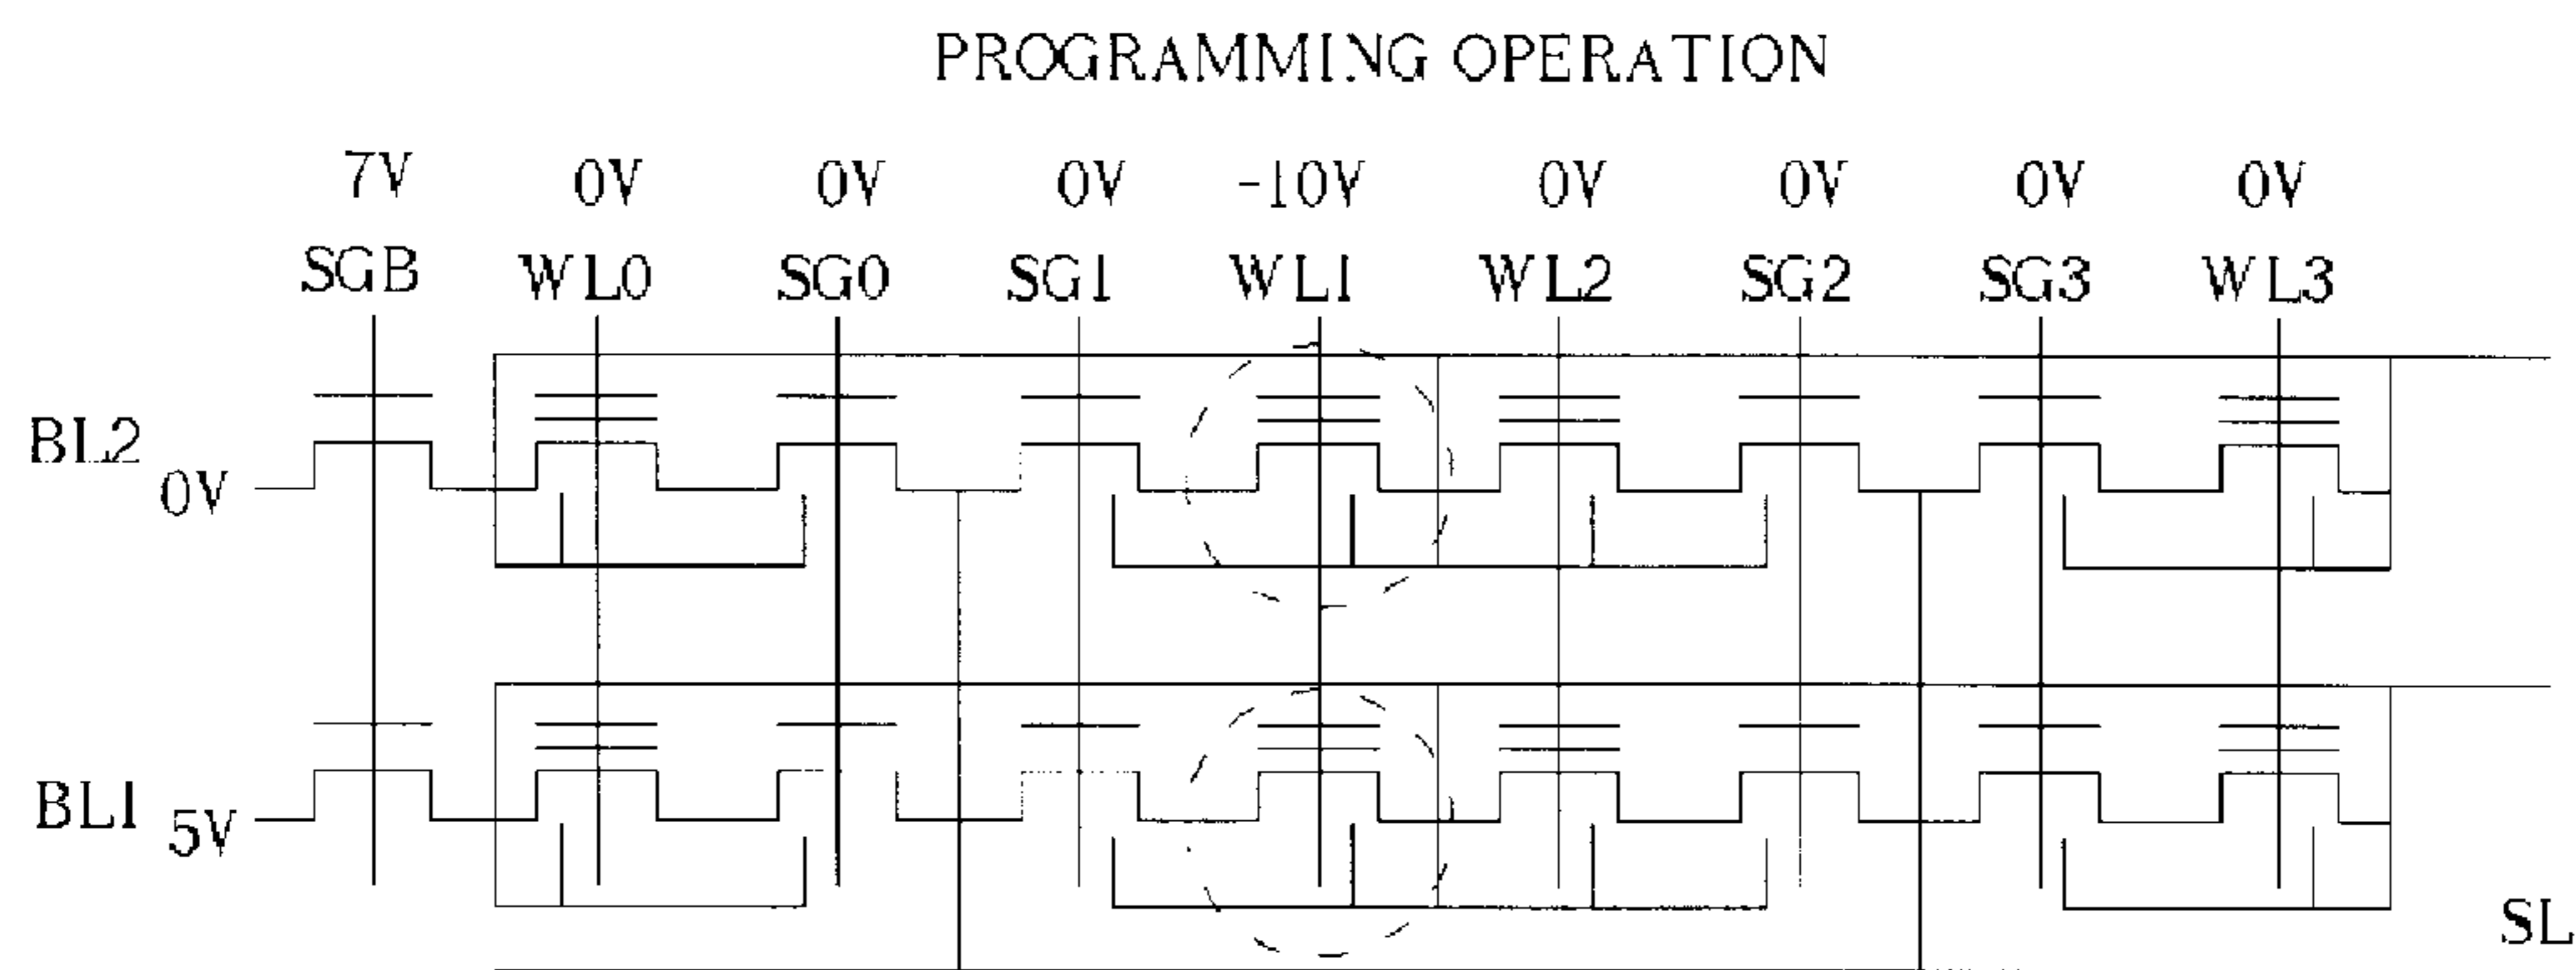 PROGRAMMING OPERATION
7V 0V 0V 0V -10V 0V 0V 0V 0V
SGB WL0 SG0 SG1 WL1 WL2 SG2 SG3 WL3
BL2 0V
BL1 5V
SL